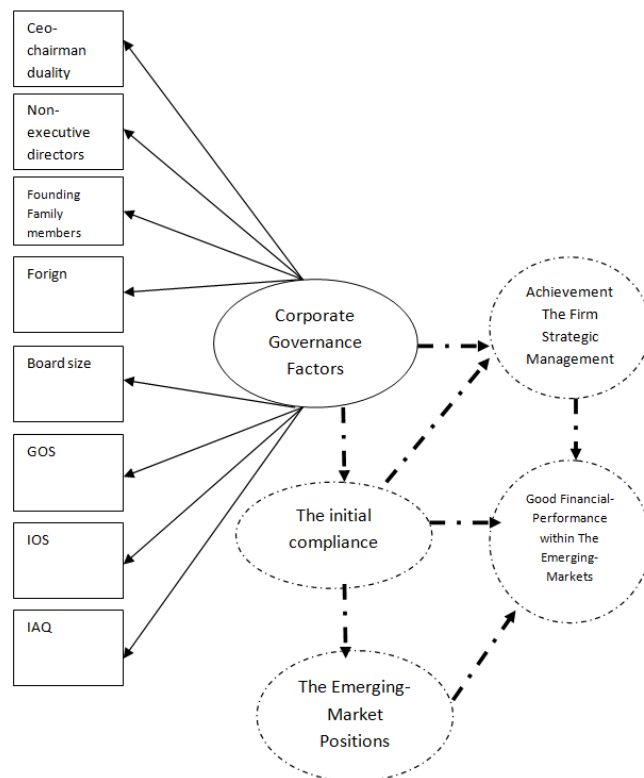 Ceo-
chairman
duality
Non-
executive
directors
Founding
Family
members
Forign
Board size
GOS
IOS
IAQ
Corporate
Governance
Factors
Achievement
The Firm
Strategic
Management
The initial
compliance
Good Financial-
Performance
within The
Emerging-
Markets
The Emerging-
Market
Positions